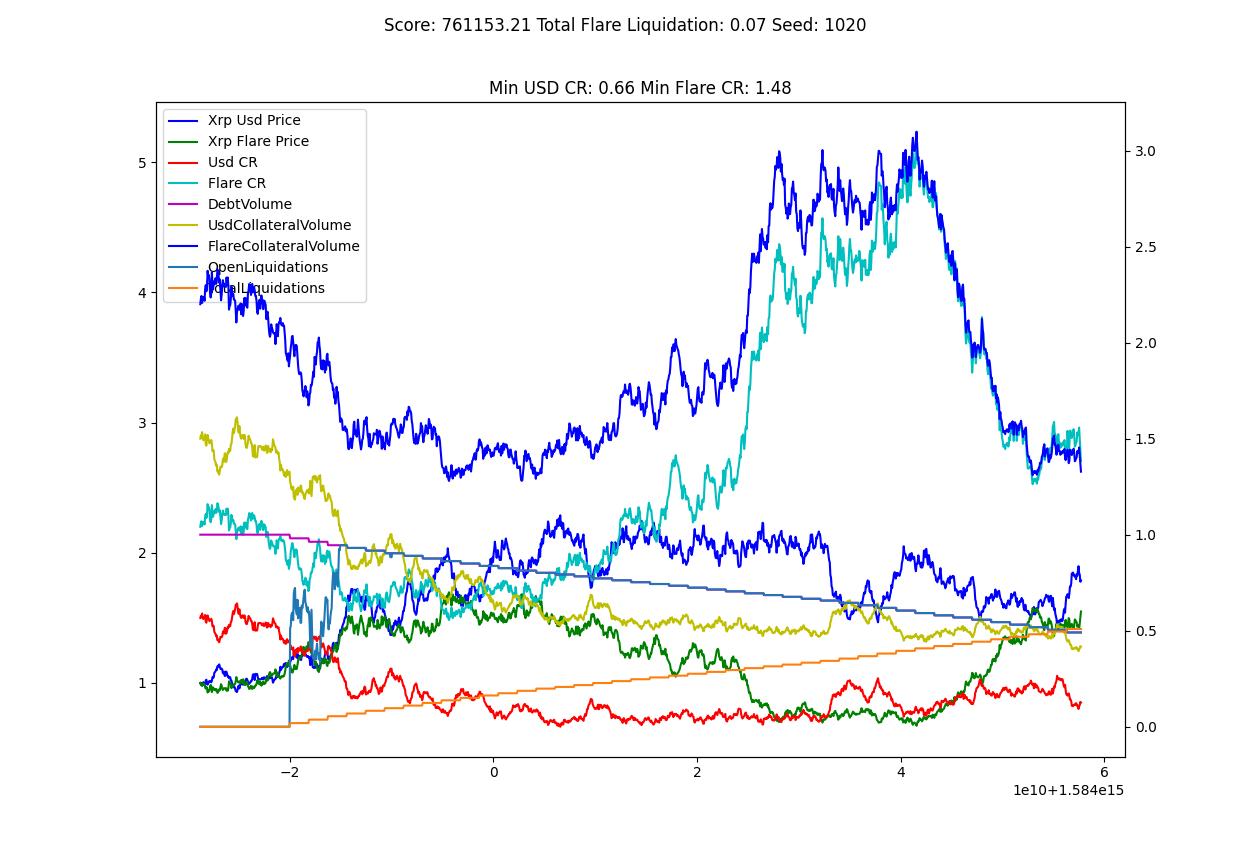 Score: 761153.21 Total Flare Liquidation: 0.07 Seed: 1020
Min USD CR: 0.66 Min Flare CR: 1.48
Xrp Usd Price
Xrp Flare Price
Usd CR
Flare CR
DebtVolume
UsdCollateralVolume
FlareCollateralVolume
OpenLiquidations
TotalLiquidations
5
4
3
2
1
3.0
2.5
2.0
1.5
1.0
0.5
0.0
−2
0
2
4
6
1e10+1.584e15